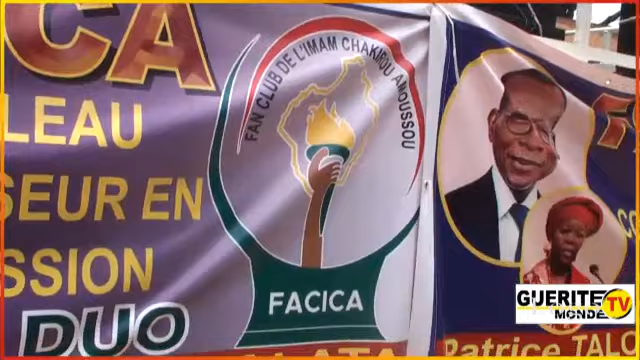 CA
LEAU
SEUR EN
SSION
DUO
FAN CLUB DE L'IMAM CHAKIROU AMOUSSOU
FACICA
Patrice TALO
GUERITE TV
MONDE